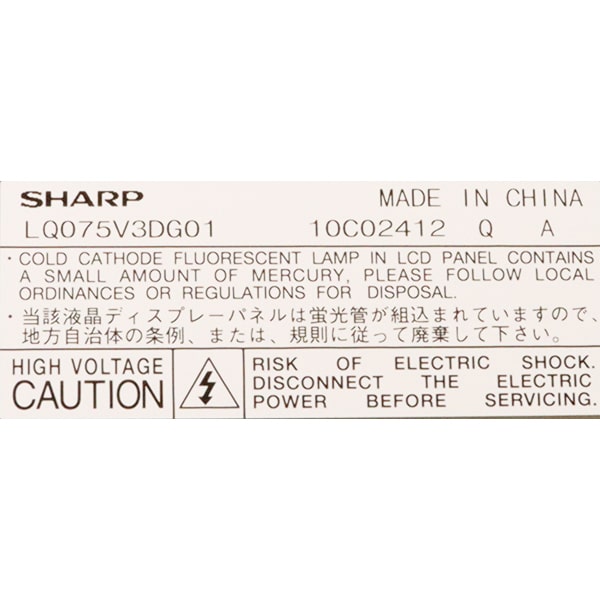 SHARP MADE IN CHINA
LQ075V3DG01 10C02412 Q A
・COLD CATHODE FLUORESCENT LAMP IN LCD PANEL CONTAINS
A SMALL AMOUNT OF MERCURY, PLEASE FOLLOW LOCAL
ORDINANCES OR REGULATIONS FOR DISPOSAL.
・当該液晶ディスプレーパネルは蛍光管が組込まれていますので、
地方自治体の条例、または、規則に従って廃棄して下さい。
HIGH VOLTAGE
CAUTION
RISK OF ELECTRIC SHOCK.
DISCONNECT THE ELECTRIC
POWER BEFORE SERVICING.